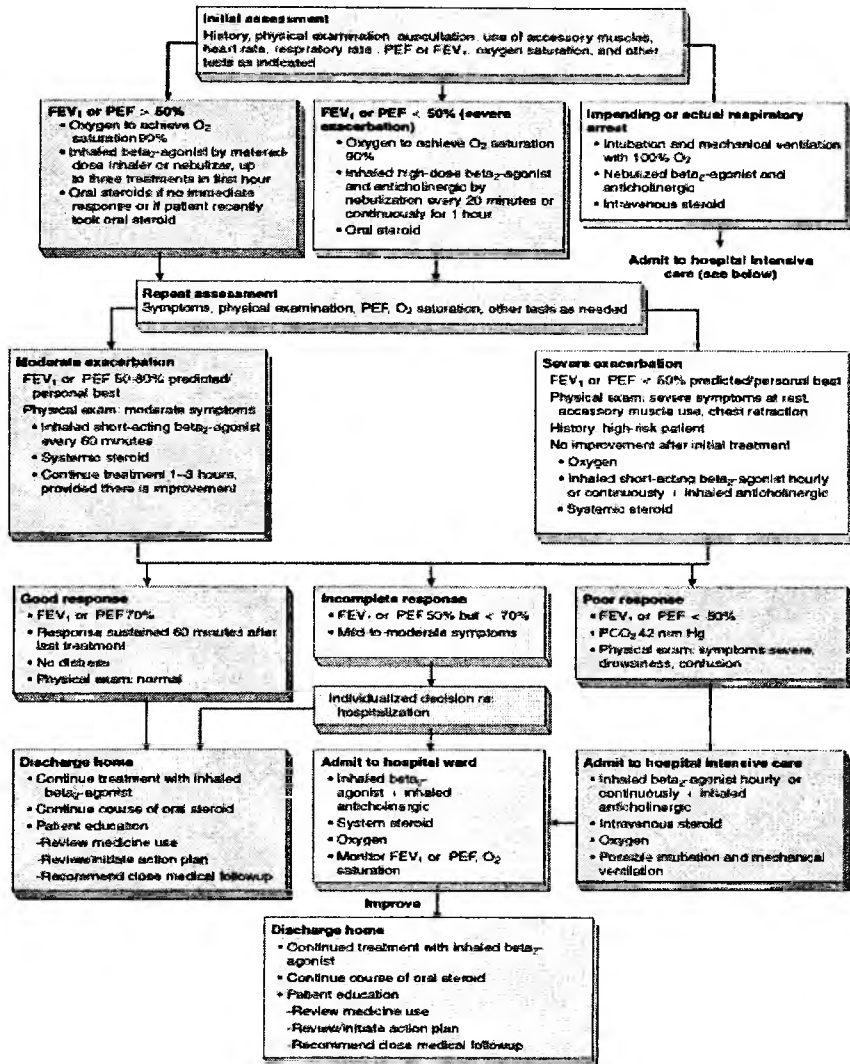 Initial assessment
History, physical examination, auscultation, use of accessory muscles,
heart rate, respiratory rate, PEF or FEV₁, oxygen saturation, and other
tests as indicated
FEV₁ or PEF > 50%
• Oxygen to achieve O₂
saturation 90%
• Inhaled beta₂-agonist by metered-
dose inhaler or nebulizer, up
to three treatments in first hour
• Oral steroids if no immediate
response or if patient recently
took oral steroid
FEV₁ or PEF < 50% (severe
exacerbation)
• Oxygen to achieve O₂ saturation
90%
• Inhaled high-dose beta₂-agonist
and anticholinergic by
nebulization every 20 minutes or
continuously for 1 hour
• Oral steroid
Impending or actual respiratory
arrest
• Intubation and mechanical ventilation
with 100% O₂
• Nebulized beta₂-agonist and
anticholinergic
• Intravenous steroid
Admit to hospital intensive
care (see below)
Repeat assessment
Symptoms, physical examination, PEF, O₂ saturation, other tests as needed
Moderate exacerbation
FEV₁ or PEF 50-80% predicted/
personal best
Physical exam: moderate symptoms
• Inhaled short-acting beta₂-agonist
every 60 minutes
• Systemic steroid
• Continue treatment 1–3 hours,
provided there is improvement
Severe exacerbation
FEV₁ or PEF < 50% predicted/personal best
Physical exam: severe symptoms at rest,
accessory muscle use, chest retraction
History: high-risk patient
No improvement after initial treatment
• Oxygen
• Inhaled short-acting beta₂-agonist hourly
or continuously + inhaled anticholinergic
• Systemic steroid
Good response
• FEV₁ or PEF 70%
• Response sustained 60 minutes after
last treatment
• No distress
• Physical exam: normal
Incomplete response
• FEV₁ or PEF 50% but < 70%
• Mild to moderate symptoms
Poor response
• FEV₁ or PEF < 50%
• PCO₂ 42 mm Hg
• Physical exam: symptoms severe,
drowsiness, confusion
Individualized decision re:
hospitalization
Discharge home
• Continue treatment with inhaled
beta₂-agonist
• Continue course of oral steroid
• Patient education
-Review medicine use
-Review/initiate action plan
-Recommend close medical followup
Admit to hospital ward
• Inhaled beta₂-
agonist + inhaled
anticholinergic
• System steroid
• Oxygen
• Monitor FEV₁ or PEF, O₂
saturation
Admit to hospital intensive care
• Inhaled beta₂-agonist hourly or
continuously + inhaled
anticholinergic
• Intravenous steroid
• Oxygen
• Possible intubation and mechanical
ventilation
Improve
Discharge home
• Continued treatment with inhaled beta₂-
agonist
• Continue course of oral steroid
• Patient education
-Review medicine use
-Review/initiate action plan
-Recommend close medical followup